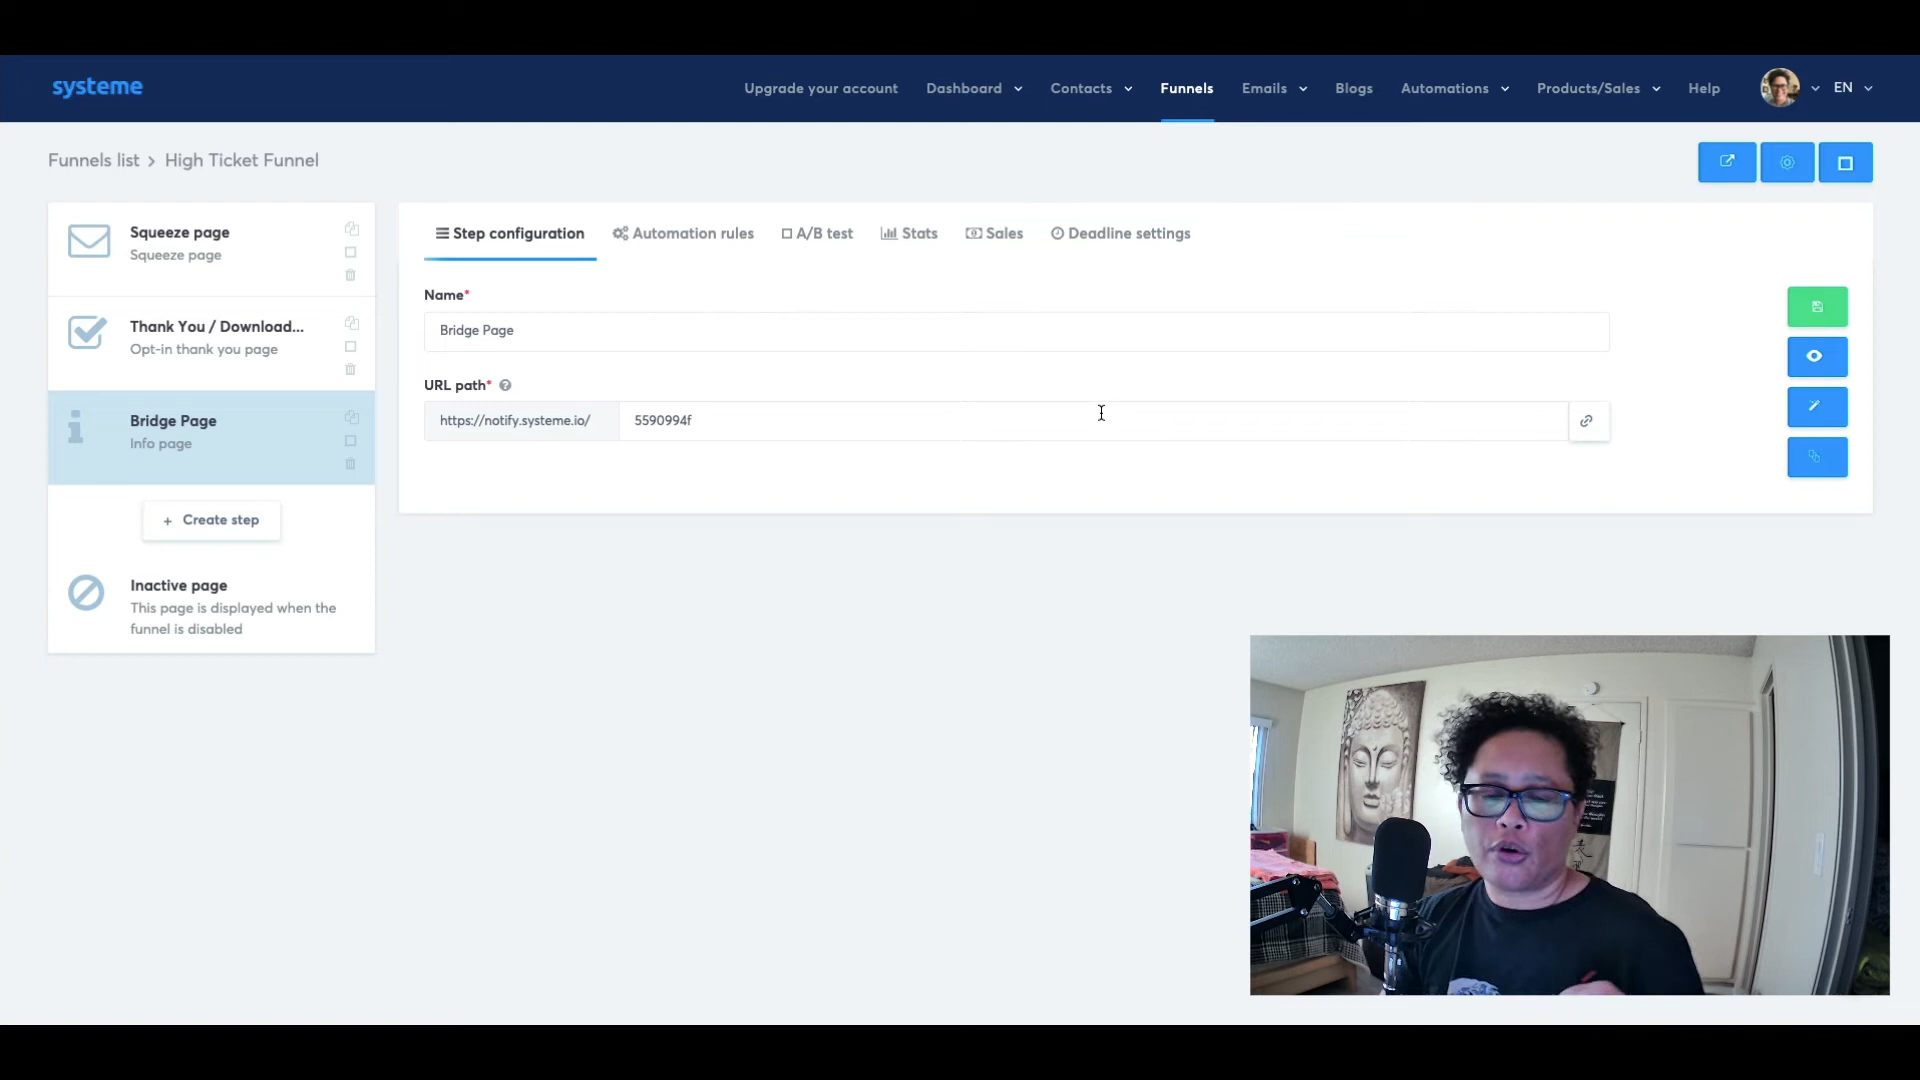 systeme
Upgrade your account
Dashboard
Contacts
Funnels
Emails
Blogs
Automations
Products/Sales
Help
EN
Funnels list > High Ticket Funnel
Squeeze page
Squeeze page
Thank You / Download...
Opt-in thank you page
Bridge Page
Info page
+ Create step
Inactive page
This page is displayed when the
funnel is disabled
Step configuration
Automation rules
A/B test
Stats
Sales
Deadline settings
Name*
Bridge Page
URL path* ?
https://notify.systeme.io/
5590994f